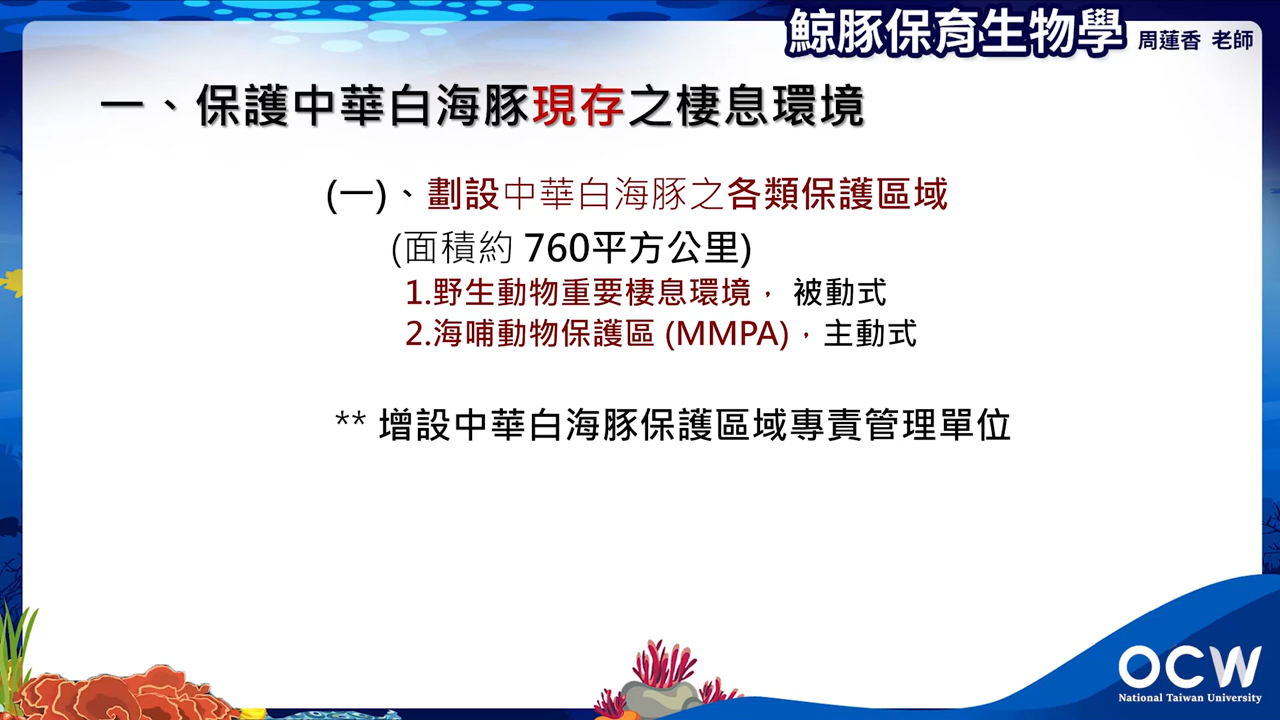 鯨豚保育生物學 周蓮香 老師
一、保護中華白海豚現存之棲息環境
(一)、劃設中華白海豚之各類保護區域
(面積約 760平方公里)
1.野生動物重要棲息環境， 被動式
2.海哺動物保護區 (MMPA)，主動式
** 增設中華白海豚保護區域專責管理單位
OCW
National Taiwan University